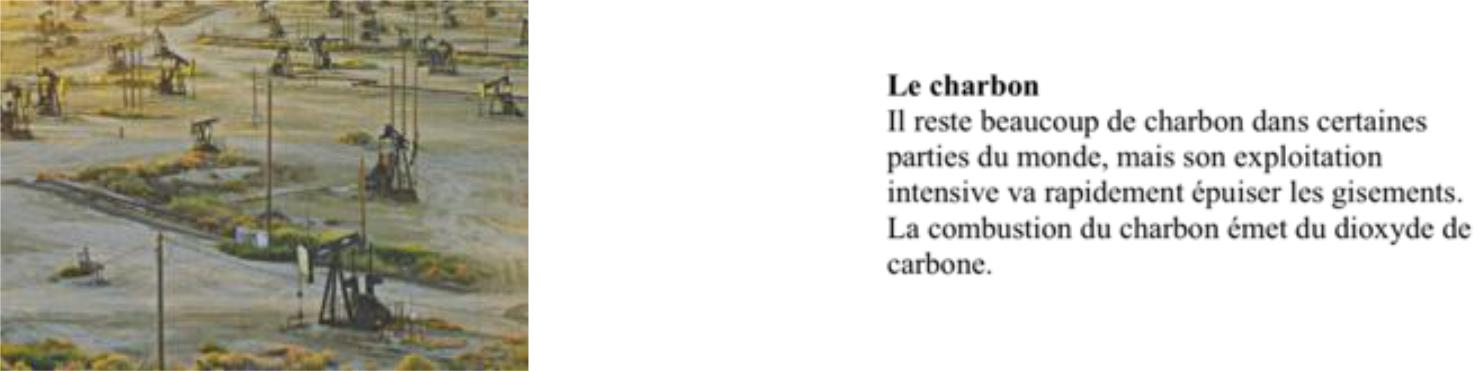 Le charbon
Il reste beaucoup de charbon dans certaines
parties du monde, mais son exploitation
intensive va rapidement épuiser les gisements.
La combustion du charbon émet du dioxyde de
carbone.